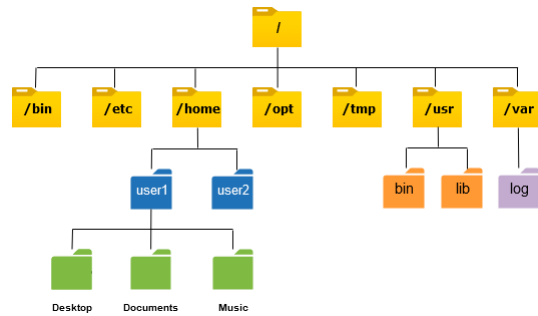 /
/bin /etc /home /opt /tmp /usr /var
user1 user2 bin lib log
Desktop Documents Music